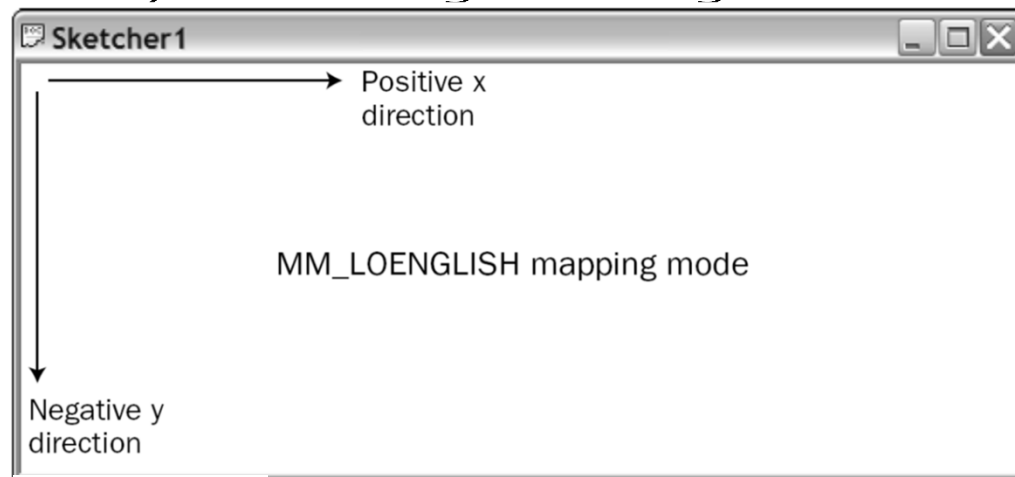 Sketcher1
Positive x
direction
MM_LOENGLISH mapping mode
Negative y
direction